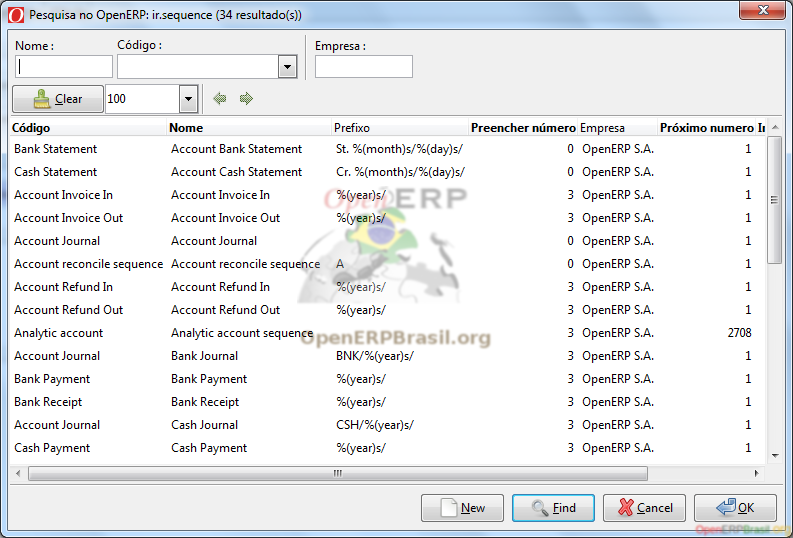 Pesquisa no OpenERP: ir.sequence (34 resultado(s))
Nome : Código : Empresa :
Clear 100
Código Nome Prefixo Preencher número Empresa Próximo numero
Bank Statement Account Bank Statement St. %(month)s/%(day)s/ 0 OpenERP S.A. 1
Cash Statement Account Cash Statement Cr. %(month)s/%(day)s/ 0 OpenERP S.A. 1
Account Invoice In Account Invoice In %(year)s/ 3 OpenERP S.A. 1
OpenERP
Account Invoice Out Account Invoice Out %(year)s/ 3 OpenERP S.A. 1
Account Journal Account Journal 0 OpenERP S.A. 1
Account reconcile sequence Account reconcile sequence A 0 OpenERP S.A. 1
Account Refund In Account Refund In %(year)s/ 3 OpenERP S.A. 1
Account Refund Out Account Refund Out %(year)s/ 3 OpenERP S.A. 1
Analytic account Analytic account sequence 3 OpenERP S.A. 2708
OpenERPBrasil.org
Account Journal Bank Journal BNK/%(year)s/ 3 OpenERP S.A. 1
Bank Payment Bank Payment %(year)s/ 3 OpenERP S.A. 1
Bank Receipt Bank Receipt %(year)s/ 3 OpenERP S.A. 1
Account Journal Cash Journal CSH/%(year)s/ 3 OpenERP S.A. 1
Cash Payment Cash Payment %(year)s/ 3 OpenERP S.A. 1
New Find Cancel OK
OpenERPBrasil.org